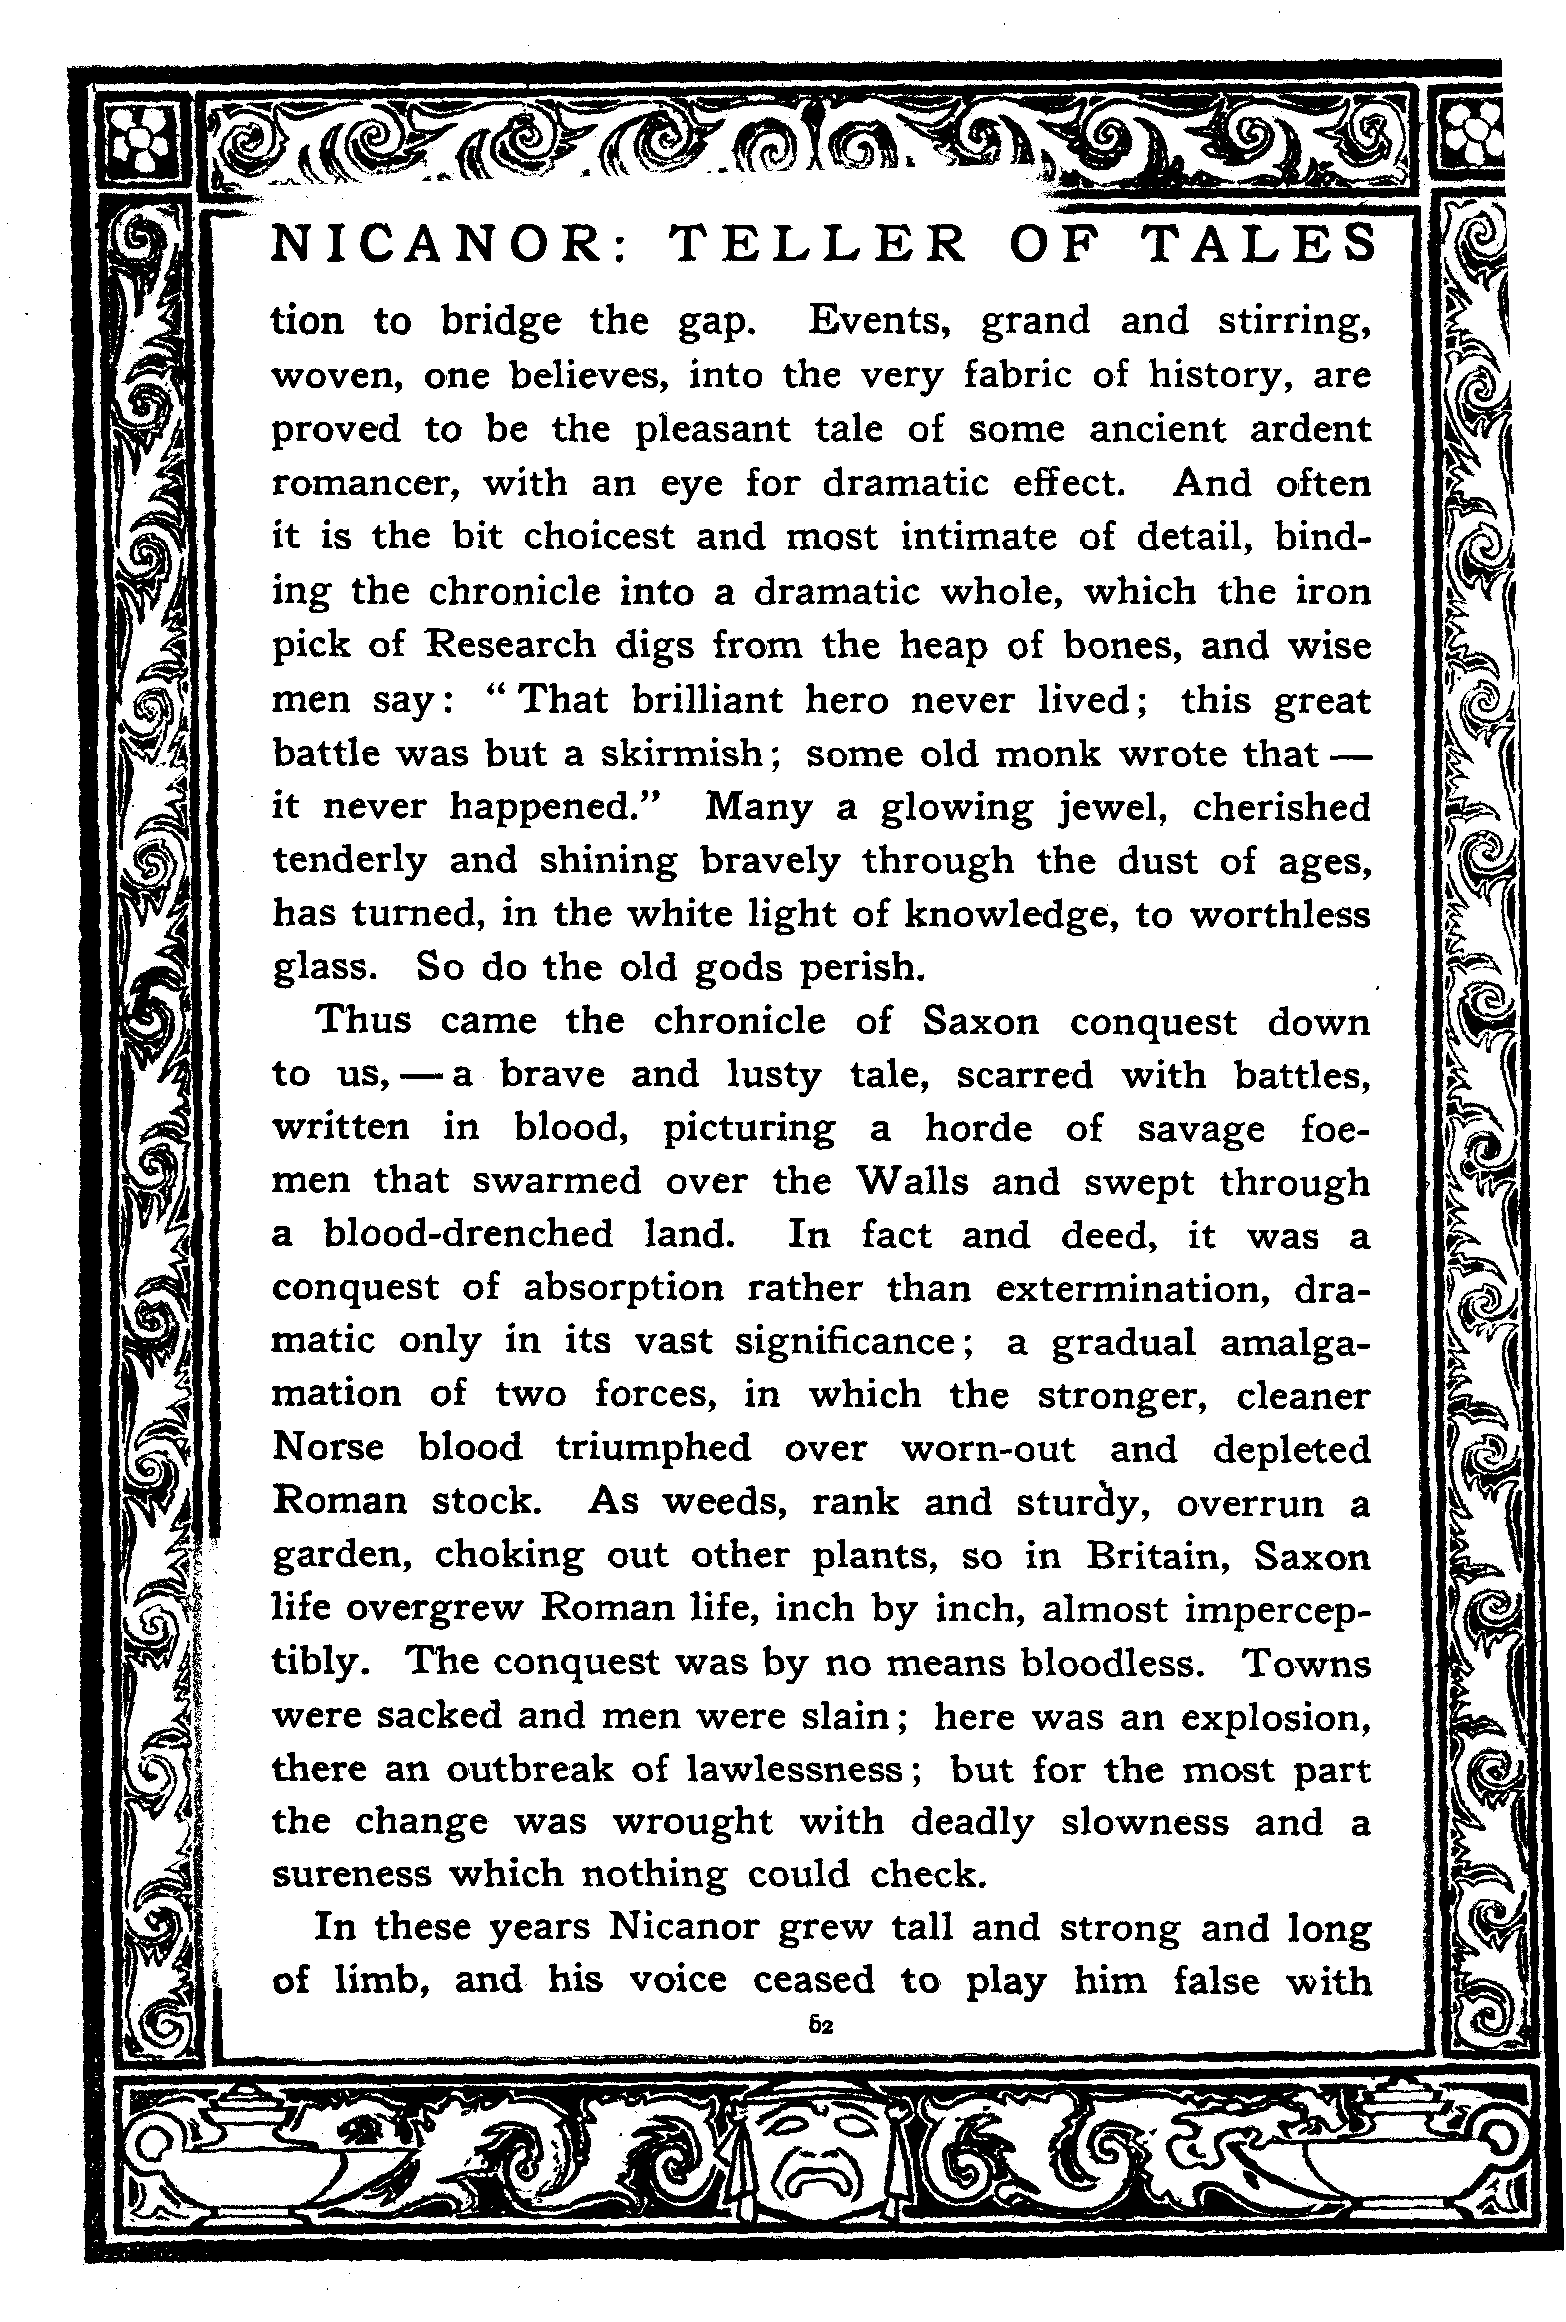 NICANOR: TELLER OF TALES
tion to bridge the gap. Events, grand and stirring,
woven, one believes, into the very fabric of history, are
proved to be the pleasant tale of some ancient ardent
romancer, with an eye for dramatic effect. And often
it is the bit choicest and most intimate of detail, bind-
ing the chronicle into a dramatic whole, which the iron
pick of Research digs from the heap of bones, and wise
men say: “That brilliant hero never lived; this great
battle was but a skirmish; some old monk wrote that —
it never happened.” Many a glowing jewel, cherished
tenderly and shining bravely through the dust of ages,
has turned, in the white light of knowledge, to worthless
glass. So do the old gods perish.
Thus came the chronicle of Saxon conquest down
to us, — a brave and lusty tale, scarred with battles,
written in blood, picturing a horde of savage foe-
men that swarmed over the Walls and swept through
a blood-drenched land. In fact and deed, it was a
conquest of absorption rather than extermination, dra-
matic only in its vast significance; a gradual amalga-
mation of two forces, in which the stronger, cleaner
Norse blood triumphed over worn-out and depleted
Roman stock. As weeds, rank and sturdy, overrun a
garden, choking out other plants, so in Britain, Saxon
life overgrew Roman life, inch by inch, almost impercep-
tibly. The conquest was by no means bloodless. Towns
were sacked and men were slain; here was an explosion,
there an outbreak of lawlessness; but for the most part
the change was wrought with deadly slowness and a
sureness which nothing could check.
In these years Nicanor grew tall and strong and long
of limb, and his voice ceased to play him false with
62